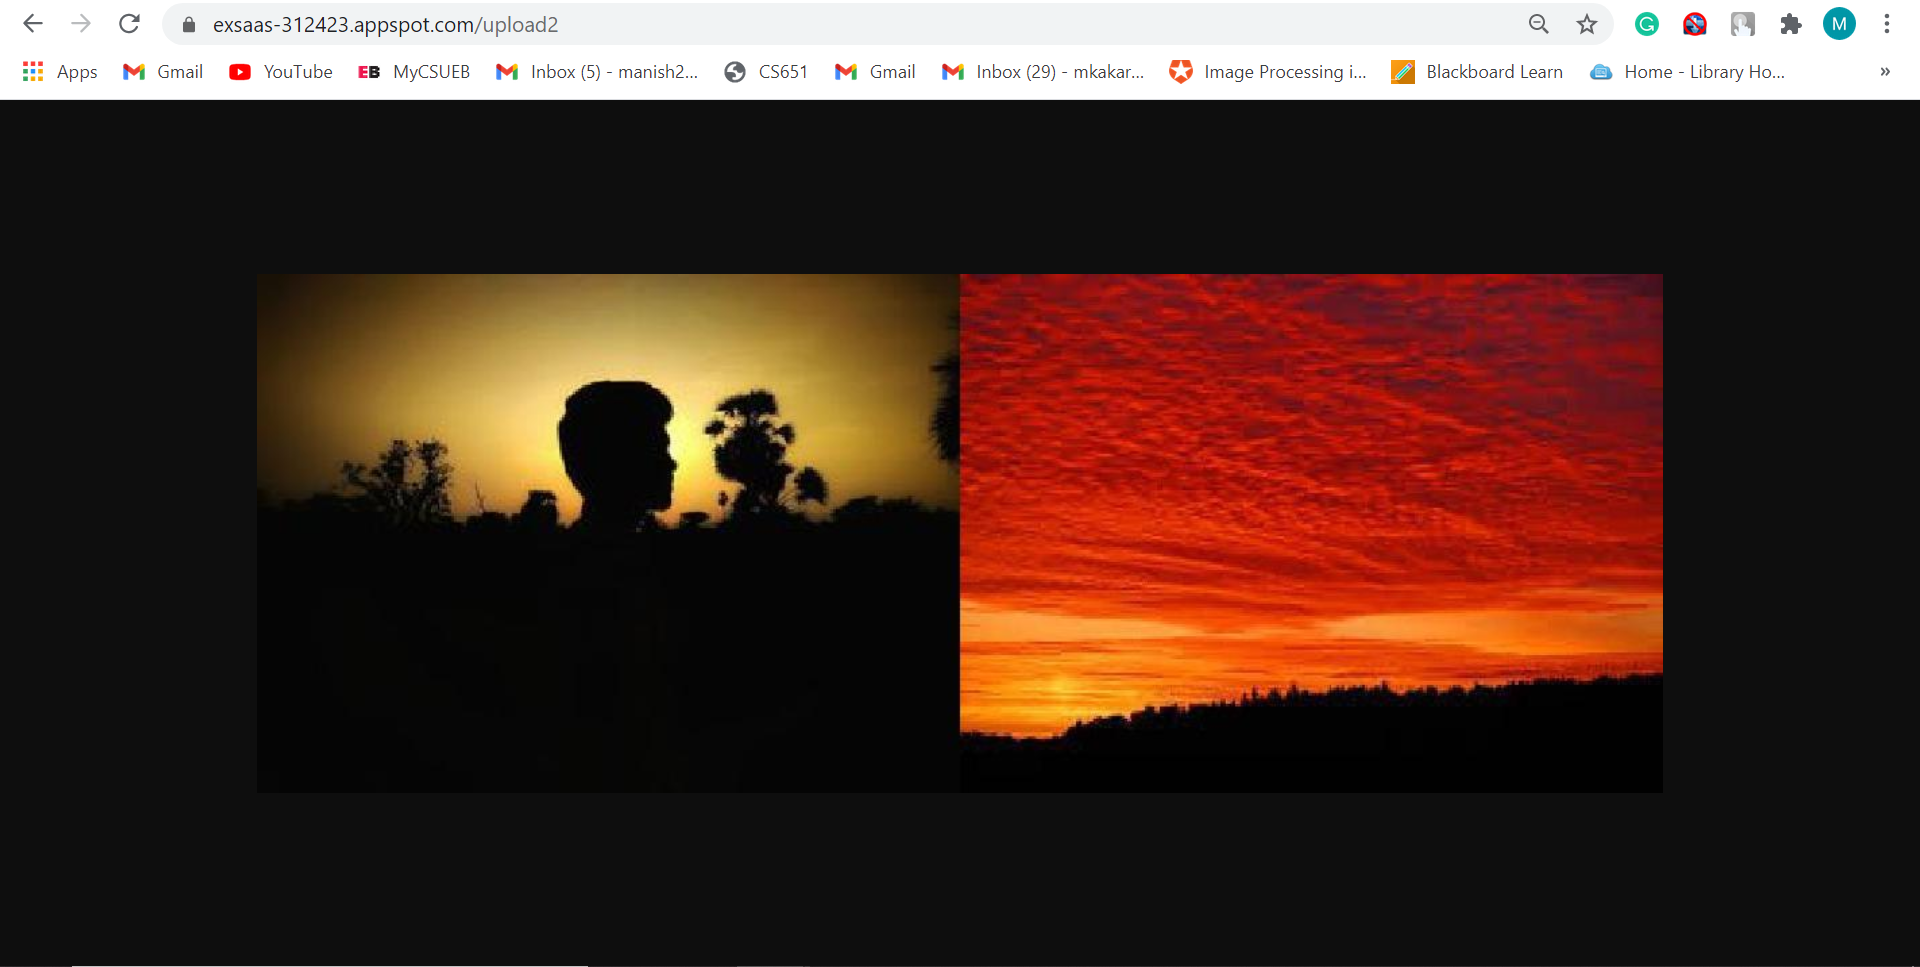 exsaas-312423.appspot.com/upload2
G
M
Apps
Gmail
YouTube
EB MyCSUEB
Inbox (5) - manish2...
CS651
Gmail
Inbox (29) - mkakar...
Image Processing i...
Blackboard Learn
Home - Library Ho...
»